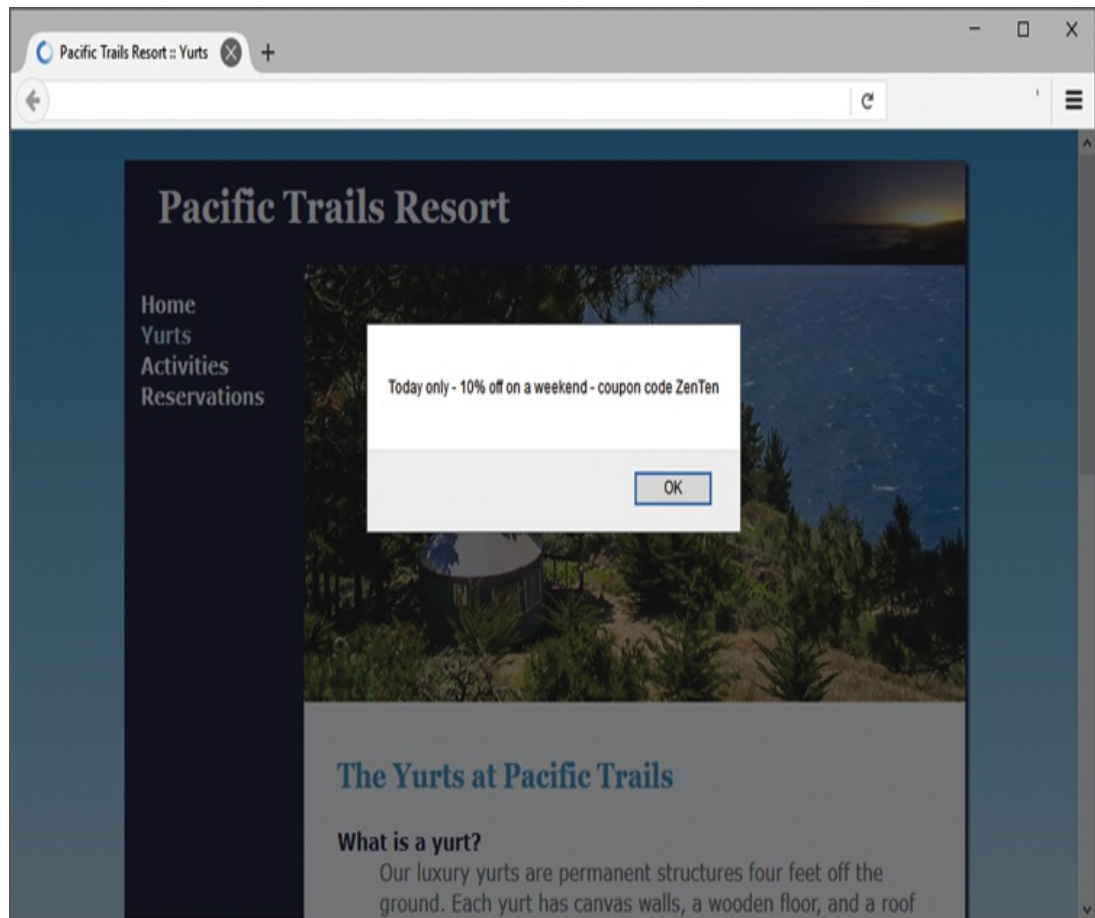 Pacific Trails Resort :: Yurts
Pacific Trails Resort
Home
Yurts
Activities
Reservations
Today only - 10% off on a weekend - coupon code ZenTen
OK
The Yurts at Pacific Trails
What is a yurt?
Our luxury yurts are permanent structures four feet off the
ground. Each yurt has canvas walls, a wooden floor, and a roof